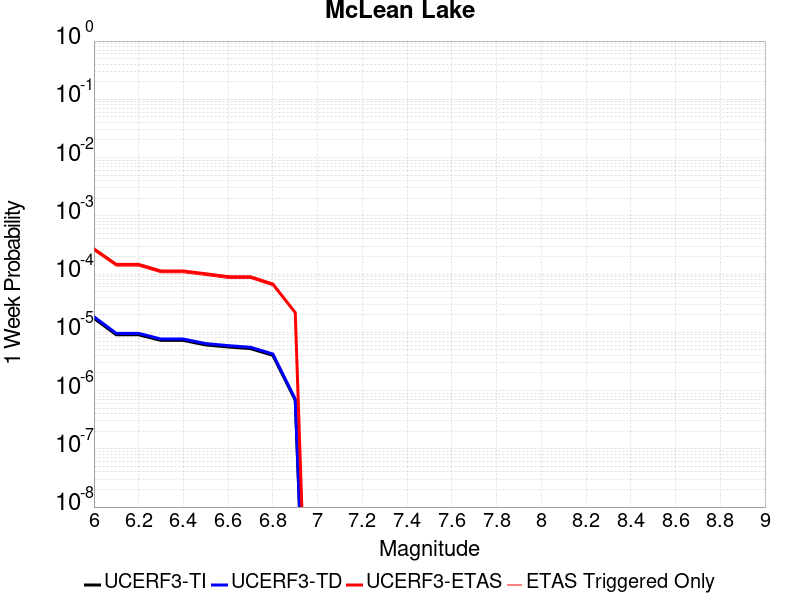 McLean Lake
10^0
10^-1
10^-2
10^-3
10^-4
10^-5
10^-6
10^-7
10^-8
1 Week Probability
6 6.2 6.4 6.6 6.8 7 7.2 7.4 7.6 7.8 8 8.2 8.4 8.6 8.8 9
Magnitude
UCERF3-TI UCERF3-TD UCERF3-ETAS ETAS Triggered Only